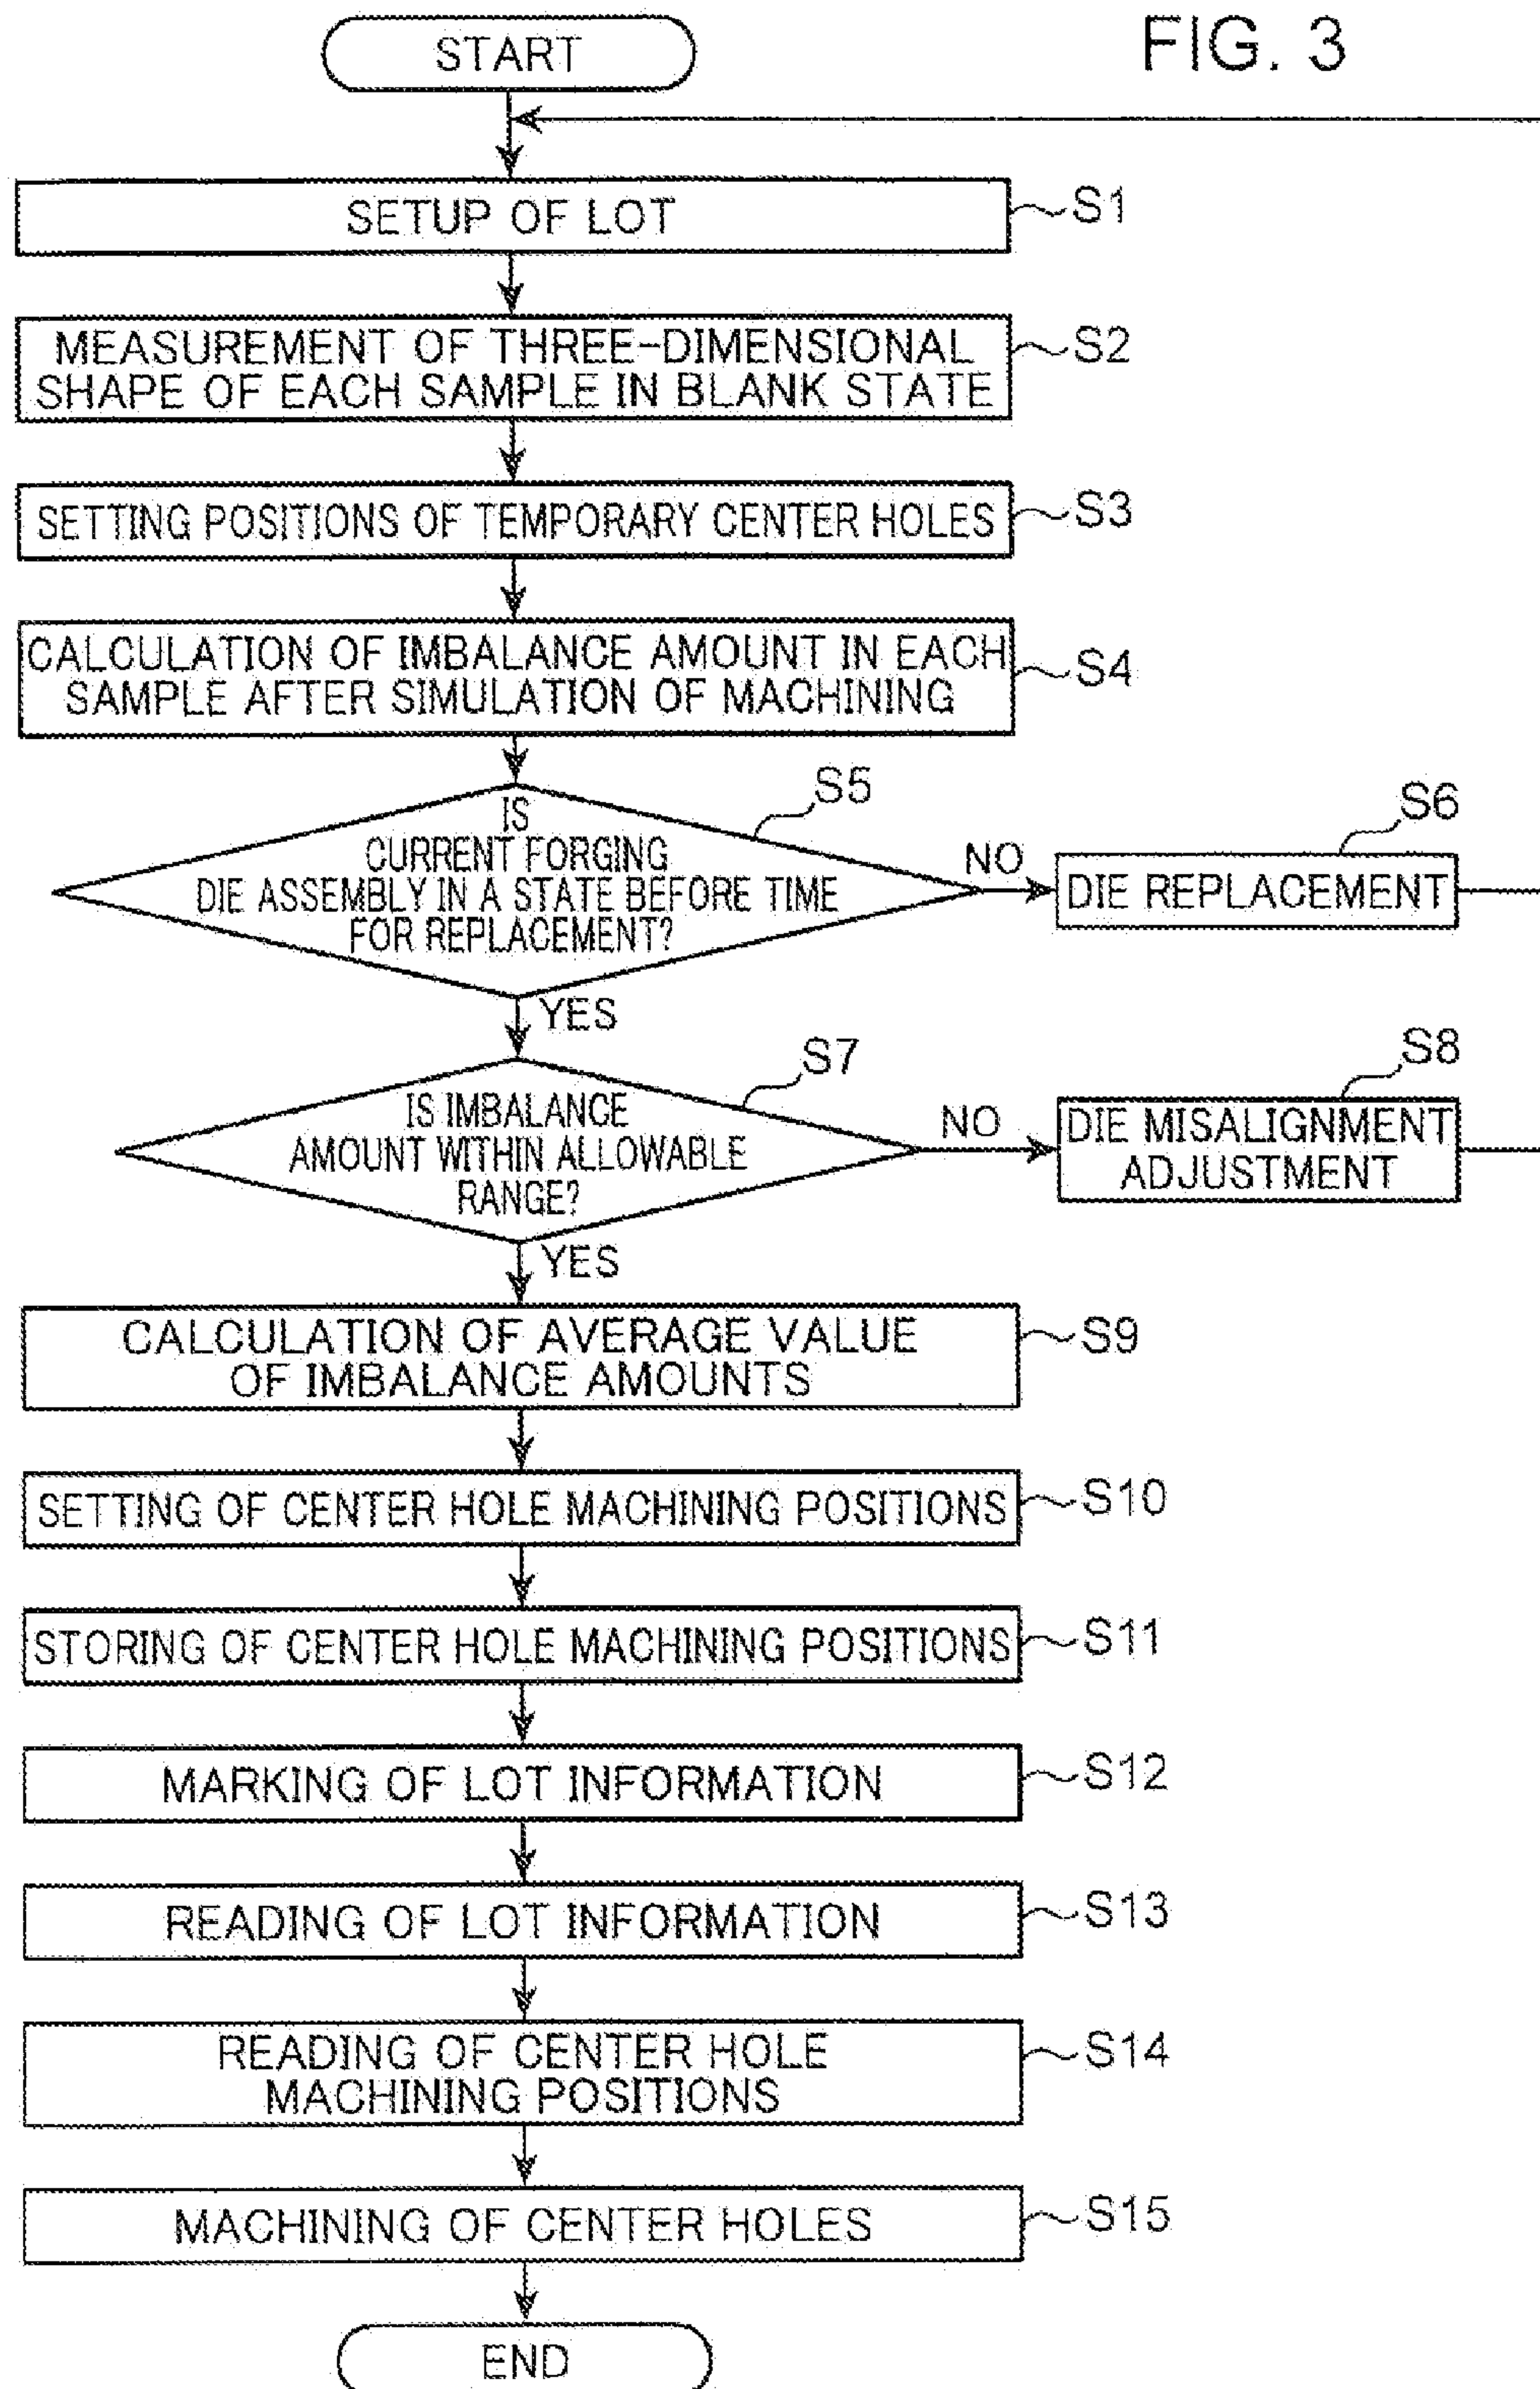 FIG. 3
START
SETUP OF LOT
S1
MEASUREMENT OF THREE-DIMENSIONAL
SHAPE OF EACH SAMPLE IN BLANK STATE
S2
SETTING POSITIONS OF TEMPORARY CENTER HOLES
S3
CALCULATION OF IMBALANCE AMOUNT IN EACH
SAMPLE AFTER SIMULATION OF MACHINING
S4
IS
CURRENT FORGING
DIE ASSEMBLY IN A STATE BEFORE TIME
FOR REPLACEMENT?
S5
NO
DIE REPLACEMENT
S6
YES
IS IMBALANCE
AMOUNT WITHIN ALLOWABLE
RANGE?
S7
NO
DIE MISALIGNMENT
ADJUSTMENT
S8
YES
CALCULATION OF AVERAGE VALUE
OF IMBALANCE AMOUNTS
S9
SETTING OF CENTER HOLE MACHINING POSITIONS
S10
STORING OF CENTER HOLE MACHINING POSITIONS
S11
MARKING OF LOT INFORMATION
S12
READING OF LOT INFORMATION
S13
READING OF CENTER HOLE
MACHINING POSITIONS
S14
MACHINING OF CENTER HOLES
S15
END